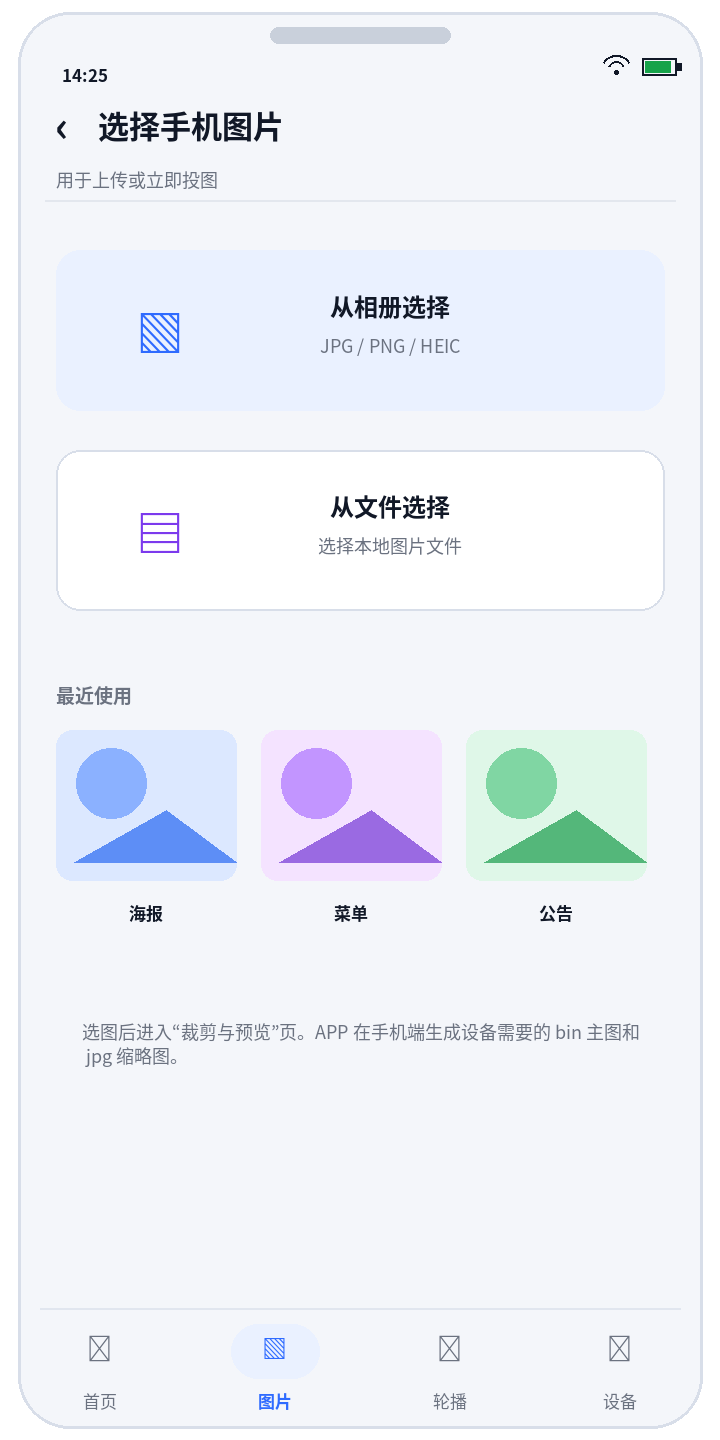 14:25
‹ 选择手机图片
用于上传或立即投图
从相册选择
JPG / PNG / HEIC
从文件选择
选择本地图片文件
最近使用
海报
菜单
公告
选图后进入“裁剪与预览”页。APP 在手机端生成设备需要的 bin 主图和
jpg 缩略图。
首页
图片
轮播
设备